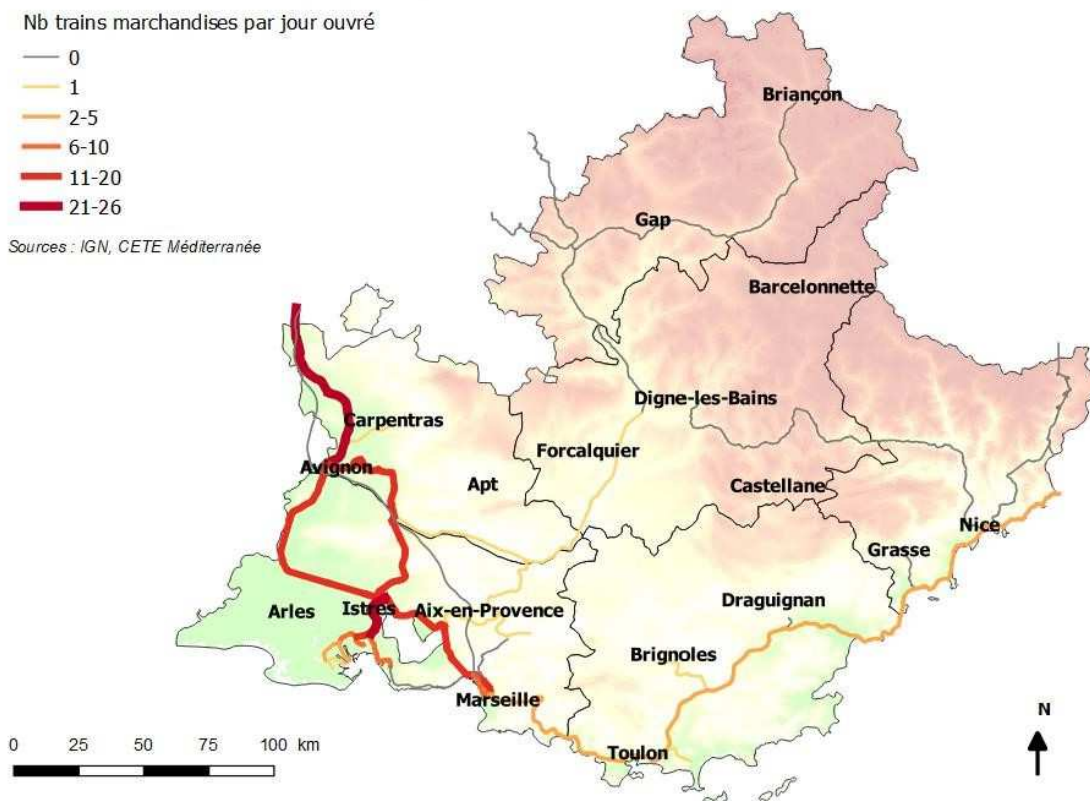 Nb trains marchandises par jour ouvré
0
1
2-5
6-10
11-20
21-26
Sources : IGN, CETE Méditerranée
Briançon
Gap
Barcelonnette
Digne-les-Bains
Carpentras
Forcalquier
Avignon
Apt
Castellane
Nice
Grasse
Arles
Istres
Aix-en-Provence
Draguignan
Brignoles
Marseille
Toulon
N
0 25 50 75 100 km